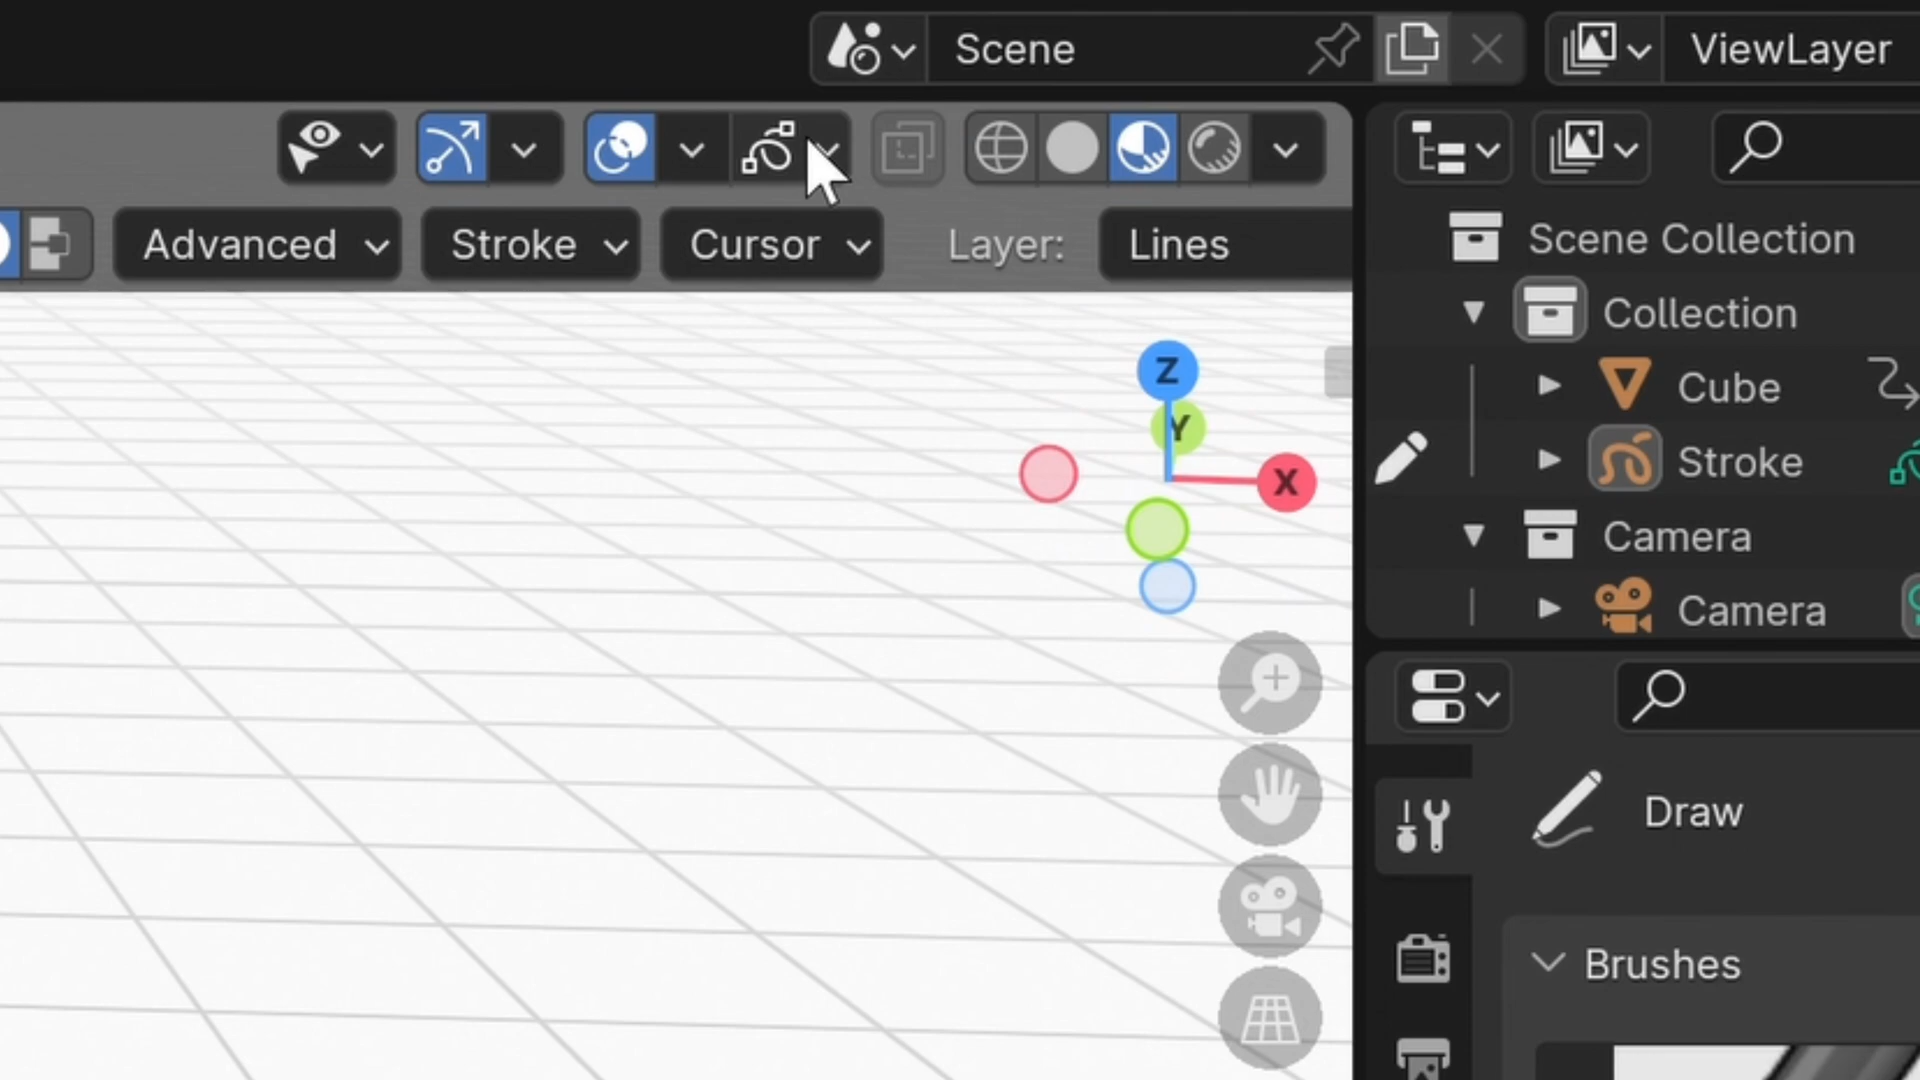 Scene
ViewLayer
Advanced
Stroke
Cursor
Layer:
Lines
Scene Collection
Collection
Cube
Stroke
Camera
Camera
Z
Y
X
Draw
Brushes